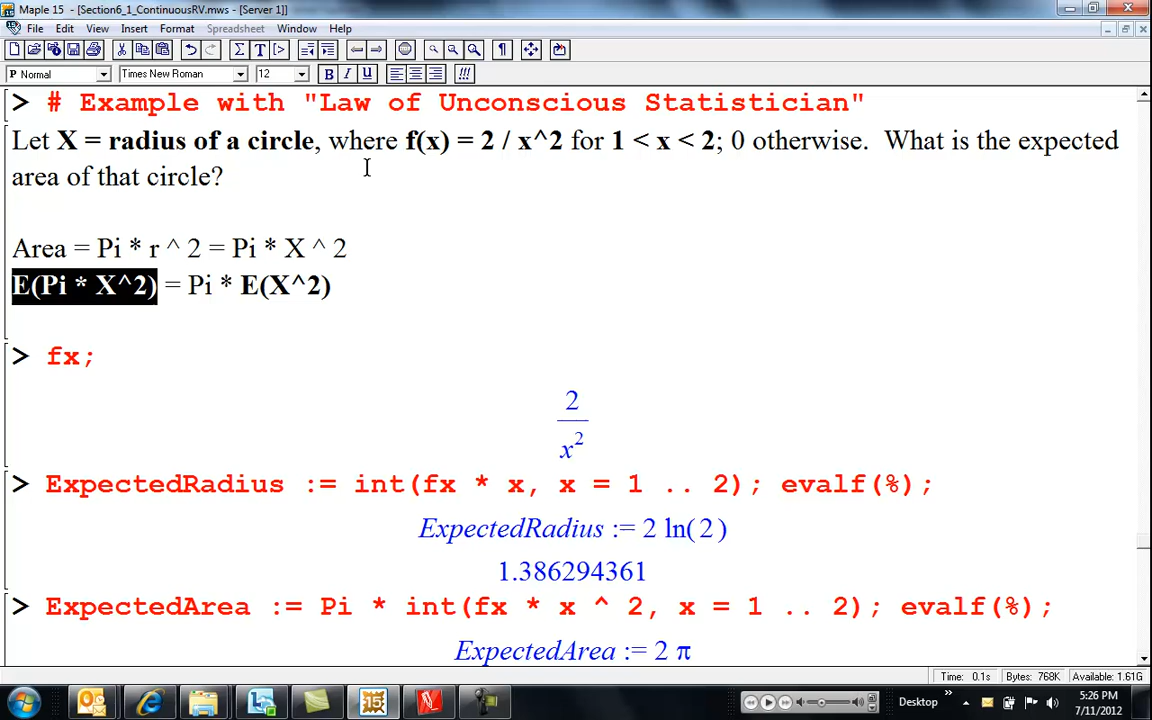 Maple 15 - [Section6_1_ContinuousRV.mws - [Server 1]]
File Edit View Insert Format Spreadsheet Window Help
P Normal Times New Roman 12 B I U !!!
> # Example with "Law of Unconscious Statistician"
Let X = radius of a circle, where f(x) = 2 / x^2 for 1 < x < 2; 0 otherwise. What is the expected
area of that circle?
Area = Pi * r ^ 2 = Pi * X ^ 2
E(Pi * X^2) = Pi * E(X^2)
> fx;
2
x^2
> ExpectedRadius := int(fx * x, x = 1 .. 2); evalf(%);
ExpectedRadius := 2 ln(2)
1.386294361
> ExpectedArea := Pi * int(fx * x ^ 2, x = 1 .. 2); evalf(%);
ExpectedArea := 2 π
Time: 0.1s Bytes: 768K Available: 1.61G
Desktop » 5:26 PM
7/11/2012